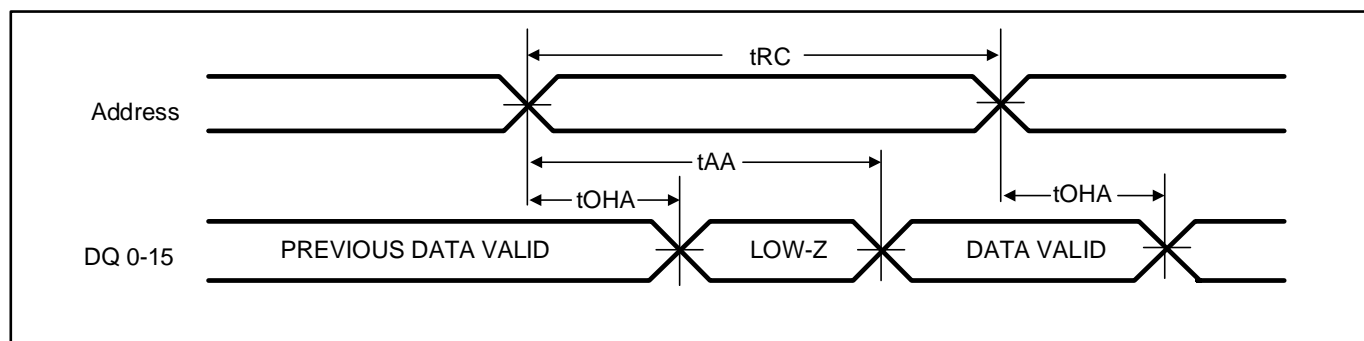 tRC
Address
tAA
tOHA
tOHA
DQ 0-15
PREVIOUS DATA VALID
LOW-Z
DATA VALID